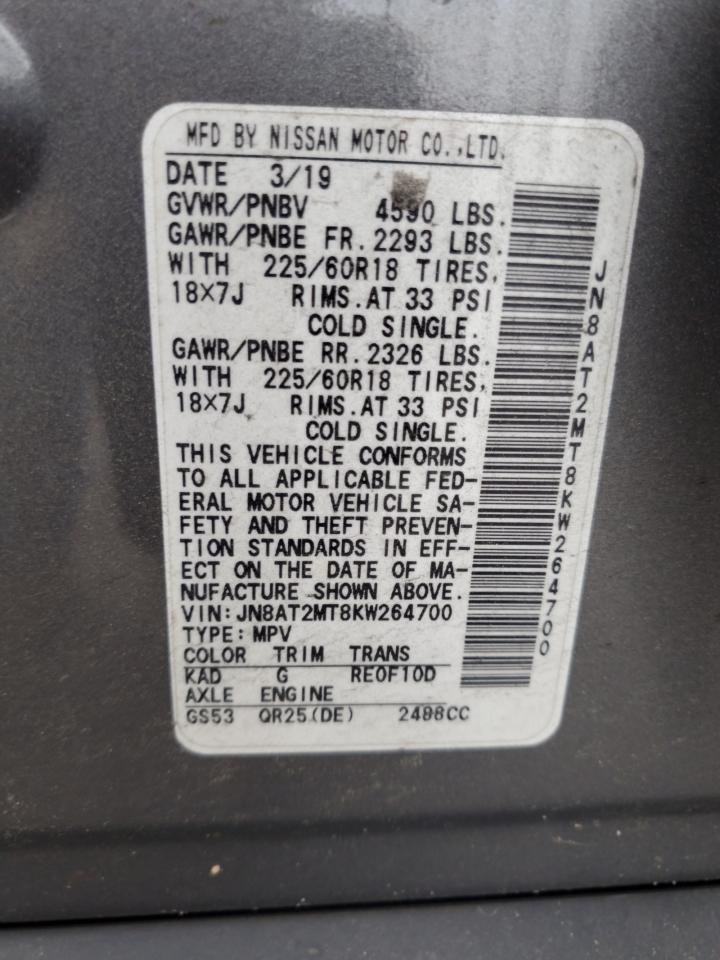 MFD BY NISSAN MOTOR CO.,LTD.
DATE 3/19
GVWR/PNBV 4590 LBS.
GAWR/PNBE FR.2293 LBS.
WITH 225/60R18 TIRES,
18X7J RIMS.AT 33 PSI
COLD SINGLE.
GAWR/PNBE RR.2326 LBS.
WITH 225/60R18 TIRES,
18X7J RIMS.AT 33 PSI
COLD SINGLE.
THIS VEHICLE CONFORMS
TO ALL APPLICABLE FED-
ERAL MOTOR VEHICLE SA-
FETY AND THEFT PREVEN-
TION STANDARDS IN EFF-
ECT ON THE DATE OF MA-
NUFACTURE SHOWN ABOVE.
VIN:JN8AT2MT8KW264700
TYPE:MPV
COLOR TRIM TRANS
KAD G RE0F10D
AXLE ENGINE
GS53 QR25(DE) 2488CC
JN8AT2MT8KW264700